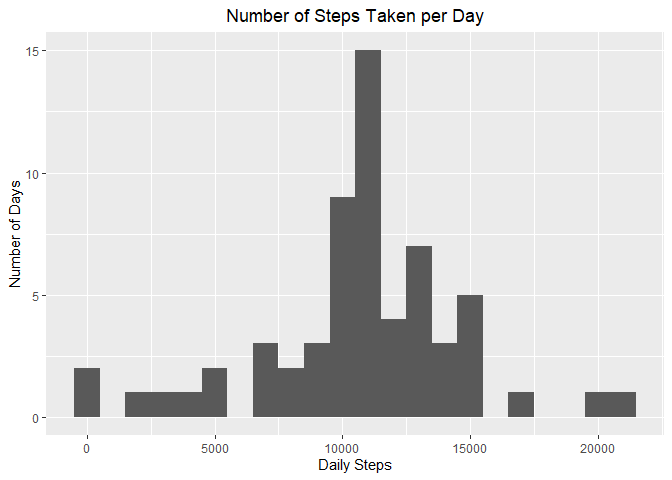 Number of Steps Taken per Day
15
10
5
0
Number of Days
0 5000 10000 15000 20000
Daily Steps